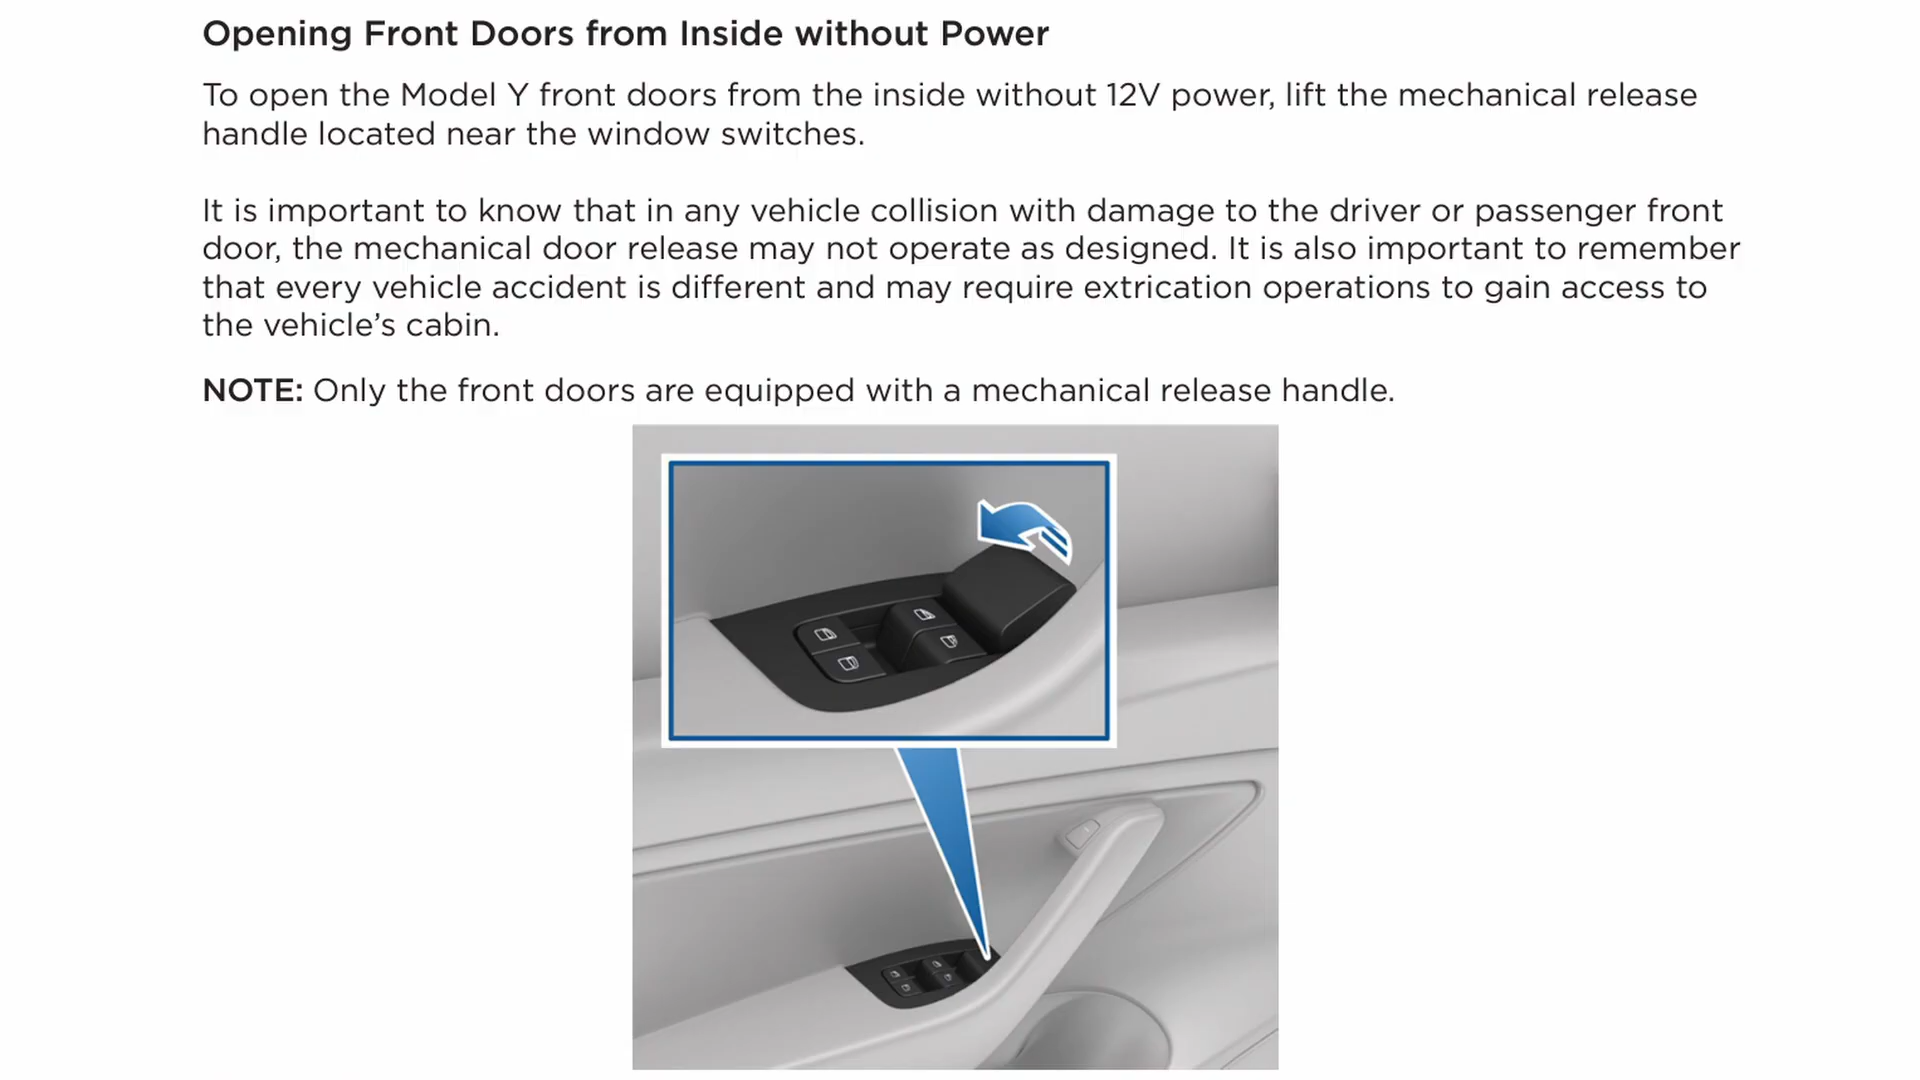 Opening Front Doors from Inside without Power
To open the Model Y front doors from the inside without 12V power, lift the mechanical release
handle located near the window switches.
It is important to know that in any vehicle collision with damage to the driver or passenger front
door, the mechanical door release may not operate as designed. It is also important to remember
that every vehicle accident is different and may require extrication operations to gain access to
the vehicle’s cabin.
NOTE: Only the front doors are equipped with a mechanical release handle.